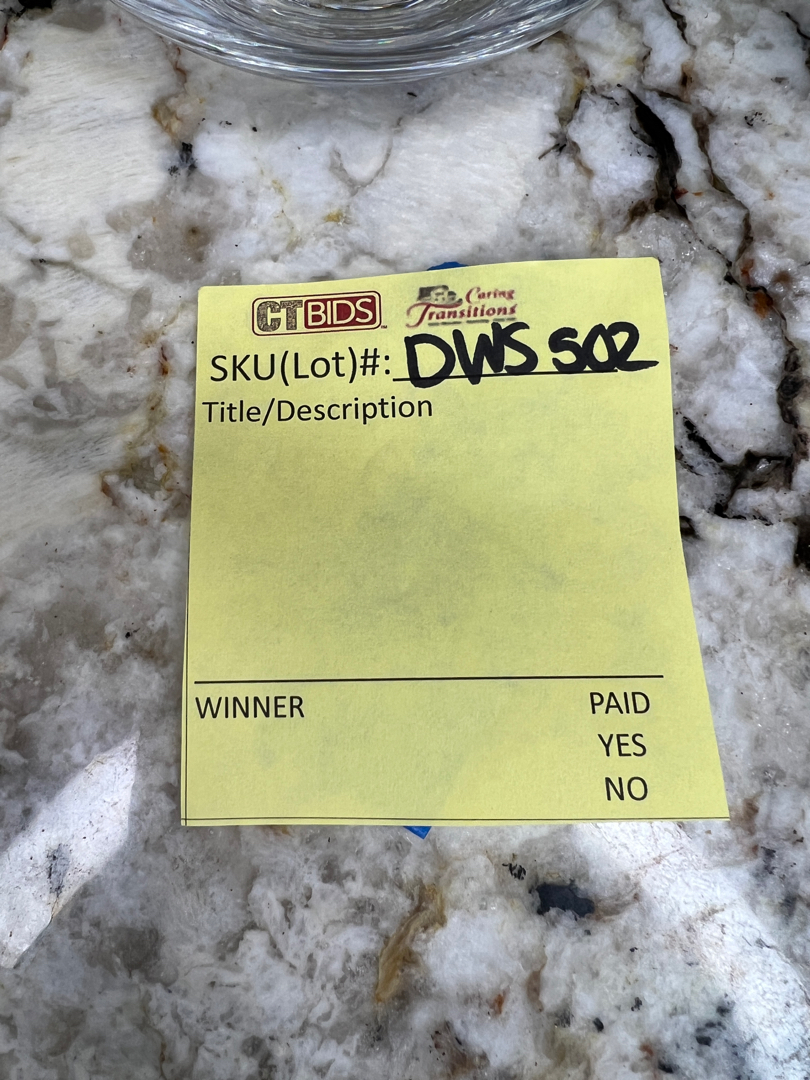 CTBIDS
Caring
Transitions
SKU(Lot)#: DWS 502
Title/Description
WINNER
PAID
YES
NO